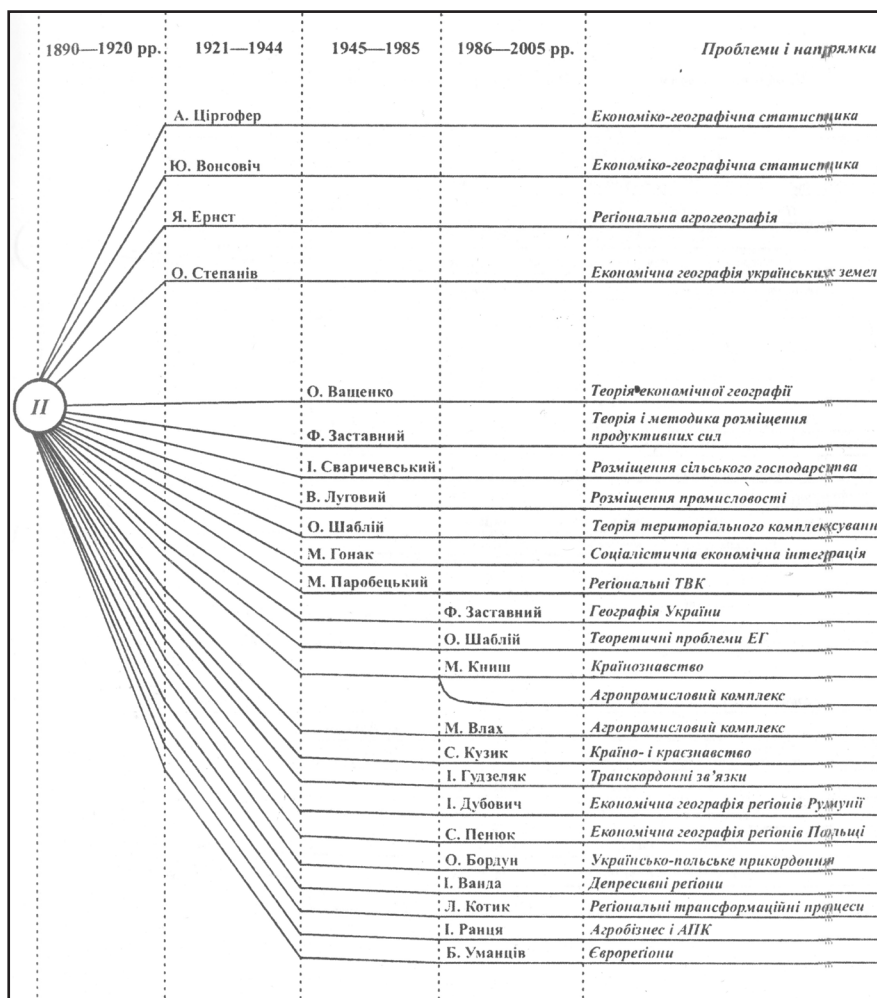 1890—1920 рр. 1921—1944 1945—1985 1986—2005 рр. Проблеми і напрямки
А. Ціргофер Економіко-географічна статистика
Ю. Вонсовіч Економіко-географічна статистика
Я. Ернст Регіональна агрогеографія
О. Степанів Економічна географія українських земел
ІІ
О. Ващенко Теорія економічної географії
Ф. Заставний Теорія і методика розміщення
продуктивних сил
І. Сваричевський Розміщення сільського господарства
В. Луговий Розміщення промисловості
О. Шаблій Теорія територіального комплексуванн
М. Гонак Соціалістична економічна інтеграція
М. Паробецький Регіональні ТВК
Ф. Заставний Географія України
О. Шаблій Теоретичні проблеми ЕГ
М. Книш Країнознавство
Агропромисловий комплекс
М. Влах Агропромисловий комплекс
С. Кузик Країно- і краєзнавство
І. Гудзеляк Транскордонні зв'язки
І. Дубович Економічна географія регіонів Румунії
С. Пенюк Економічна географія регіонів Польщі
О. Бордун Українсько-польське прикордоння
І. Ванда Депресивні регіони
Л. Котик Регіональні трансформаційні процеси
І. Ранця Агробізнес і АПК
Б. Уманців Єврорегіони